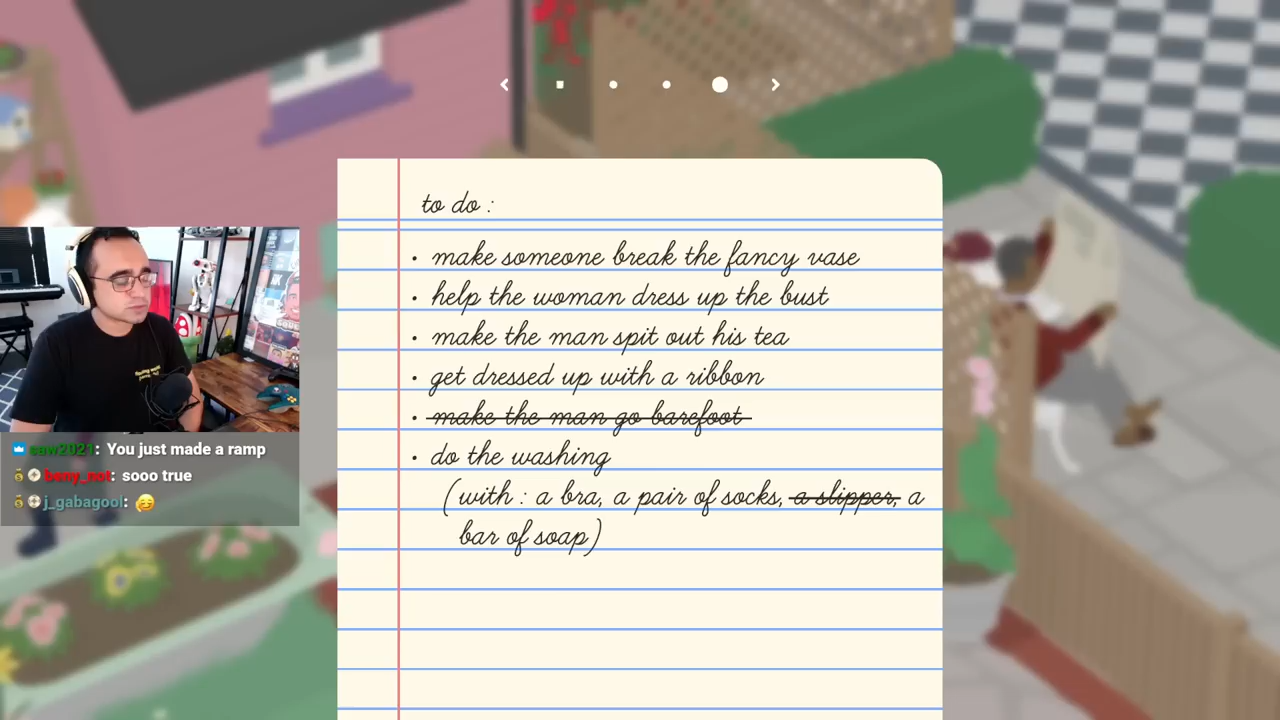 to do :
• make someone break the fancy vase
• help the woman dress up the bust
• make the man spit out his tea
• get dressed up with a ribbon
• make the man go barefoot
• do the washing
(with : a bra, a pair of socks, a slipper, a
bar of soap)
saw2021: You just made a ramp
beny_not: sooo true
j_gabagool: